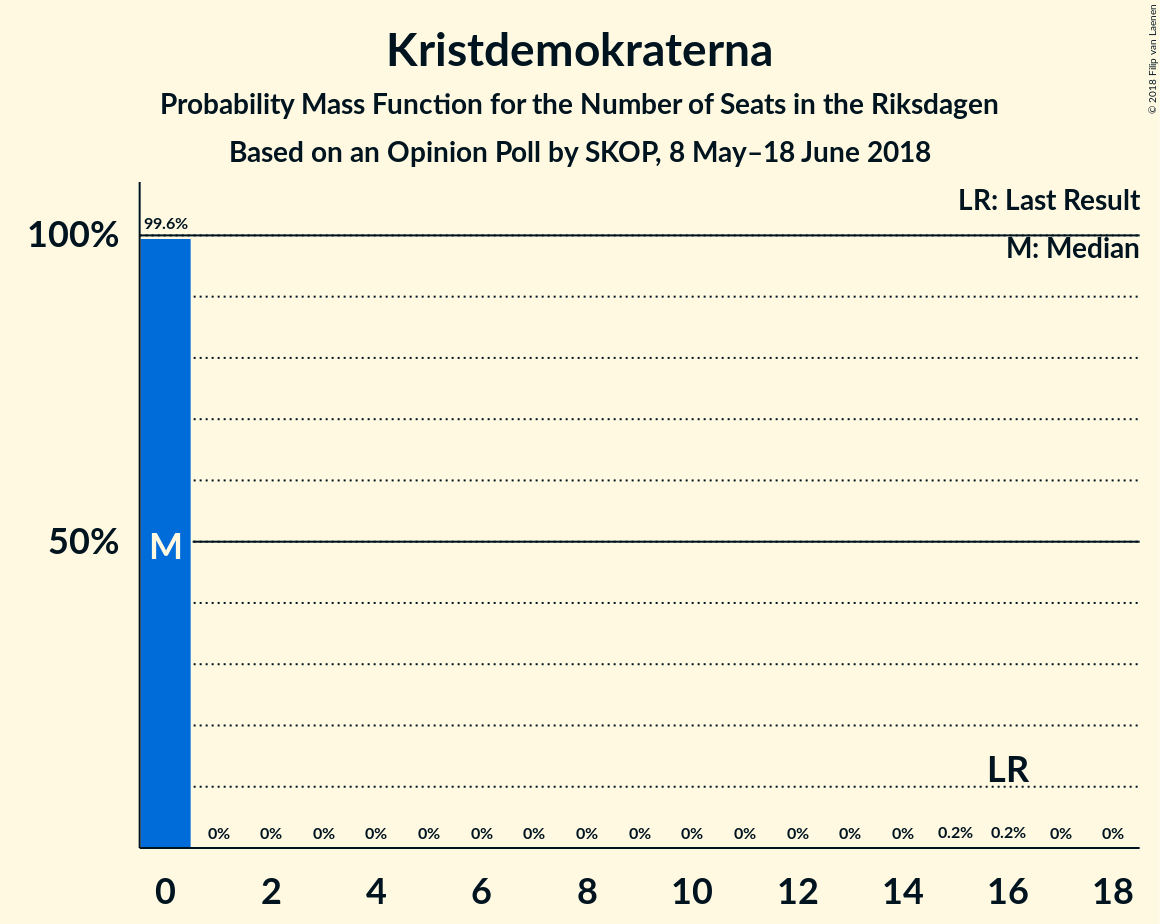 Kristdemokraterna
Probability Mass Function for the Number of Seats in the Riksdagen
Based on an Opinion Poll by SKOP, 8 May–18 June 2018
© 2018 Filip van Laenen
LR: Last Result
M: Median
99.6%
100%
50%
M
LR
0% 0% 0% 0% 0% 0% 0% 0% 0% 0% 0% 0% 0% 0% 0.2% 0.2% 0% 0%
0 2 4 6 8 10 12 14 16 18